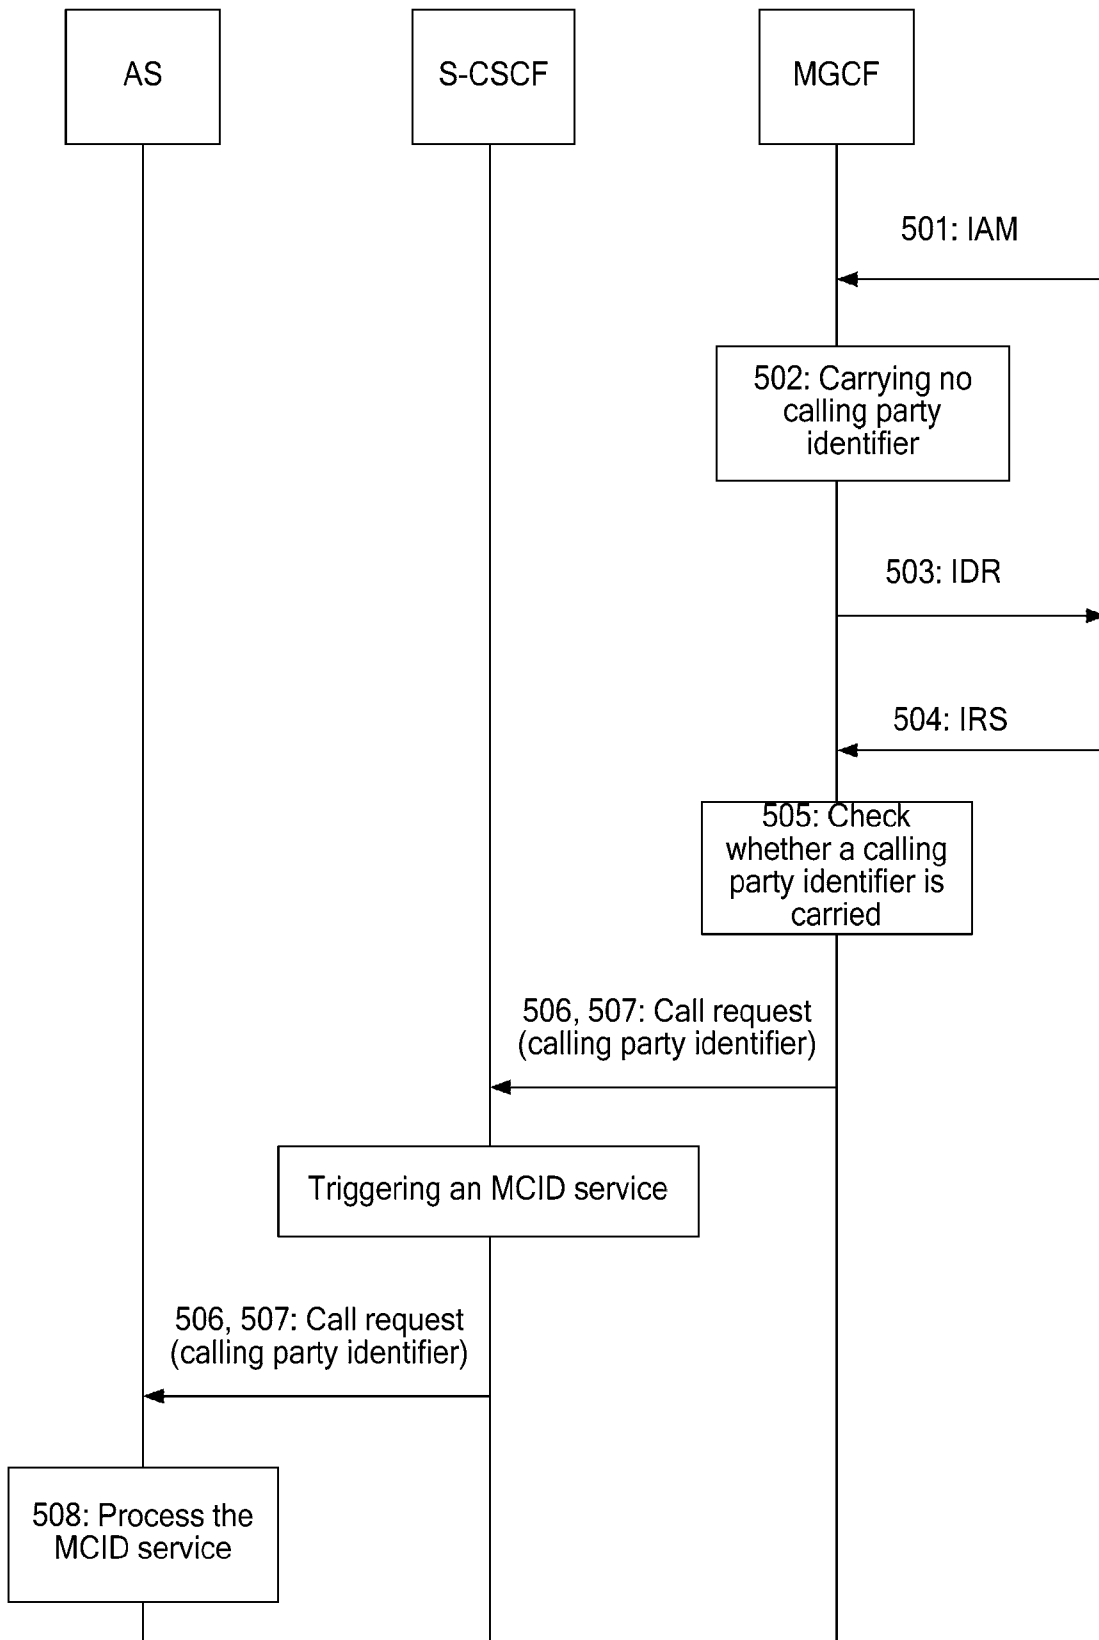 AS
S-CSCF
MGCF
501: IAM
502: Carrying no
calling party
identifier
503: IDR
504: IRS
505: Check
whether a calling
party identifier is
carried
506, 507: Call request
(calling party identifier)
Triggering an MCID service
506, 507: Call request
(calling party identifier)
508: Process the
MCID service